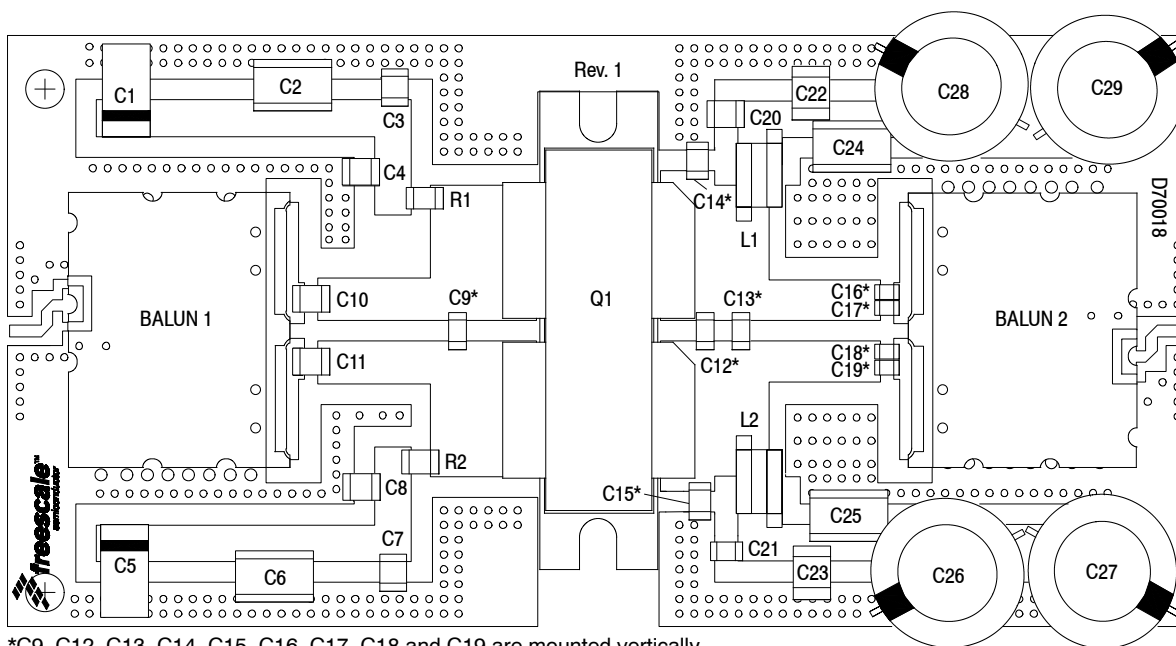 Rev. 1
C1
C2
C3
C4
R1
C10
C9*
C11
R2
C8
C7
C5
C6
BALUN 1
freescale™
semiconductor
Q1
C22
C20
C28
C29
C24
C14*
L1
D70018
C13*
C16*
C17*
C12*
C18*
C19*
BALUN 2
L2
C15*
C25
C21
C23
C26
C27
*C9, C12, C13, C14, C15, C16, C17, C18 and C19 are mounted vertically.